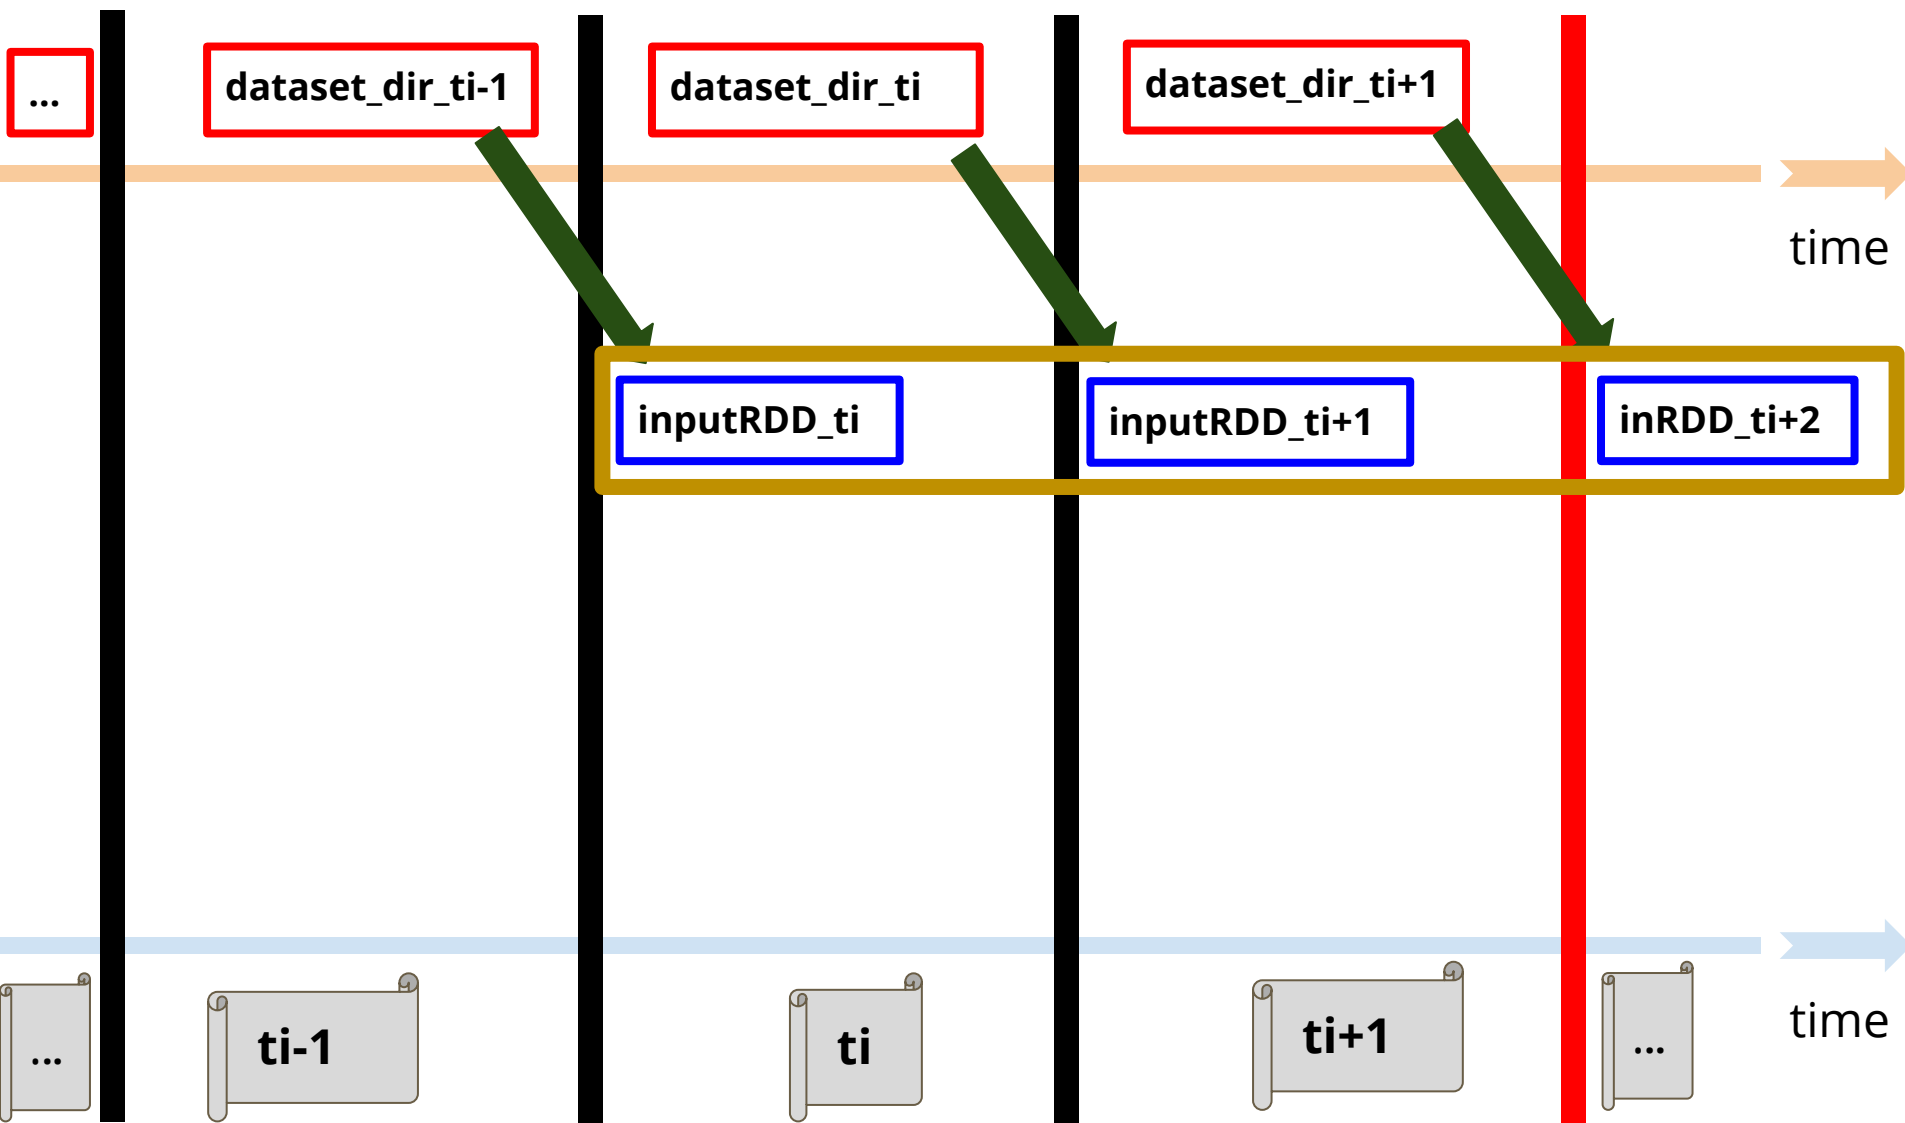 ...
dataset_dir_ti-1
dataset_dir_ti
dataset_dir_ti+1
time
inputRDD_ti
inputRDD_ti+1
inRDD_ti+2
...
ti-1
ti
ti+1
...
time